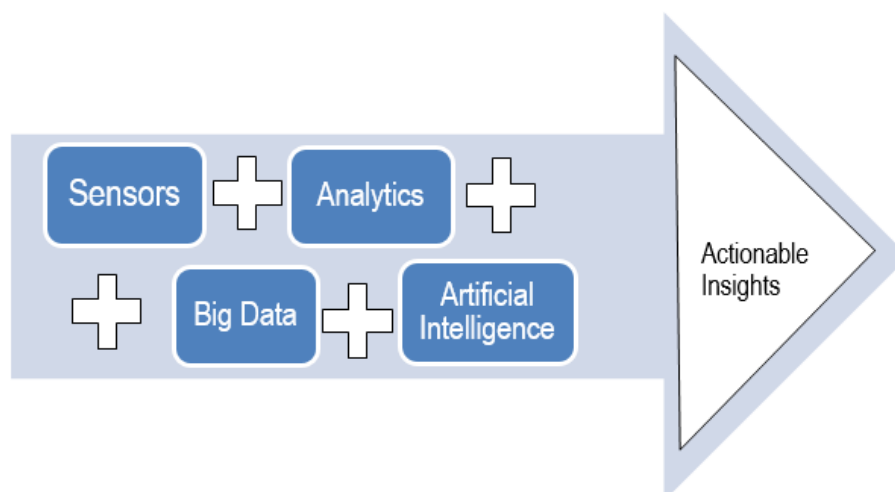 Sensors
Analytics
Big Data
Artificial
Intelligence
Actionable
Insights